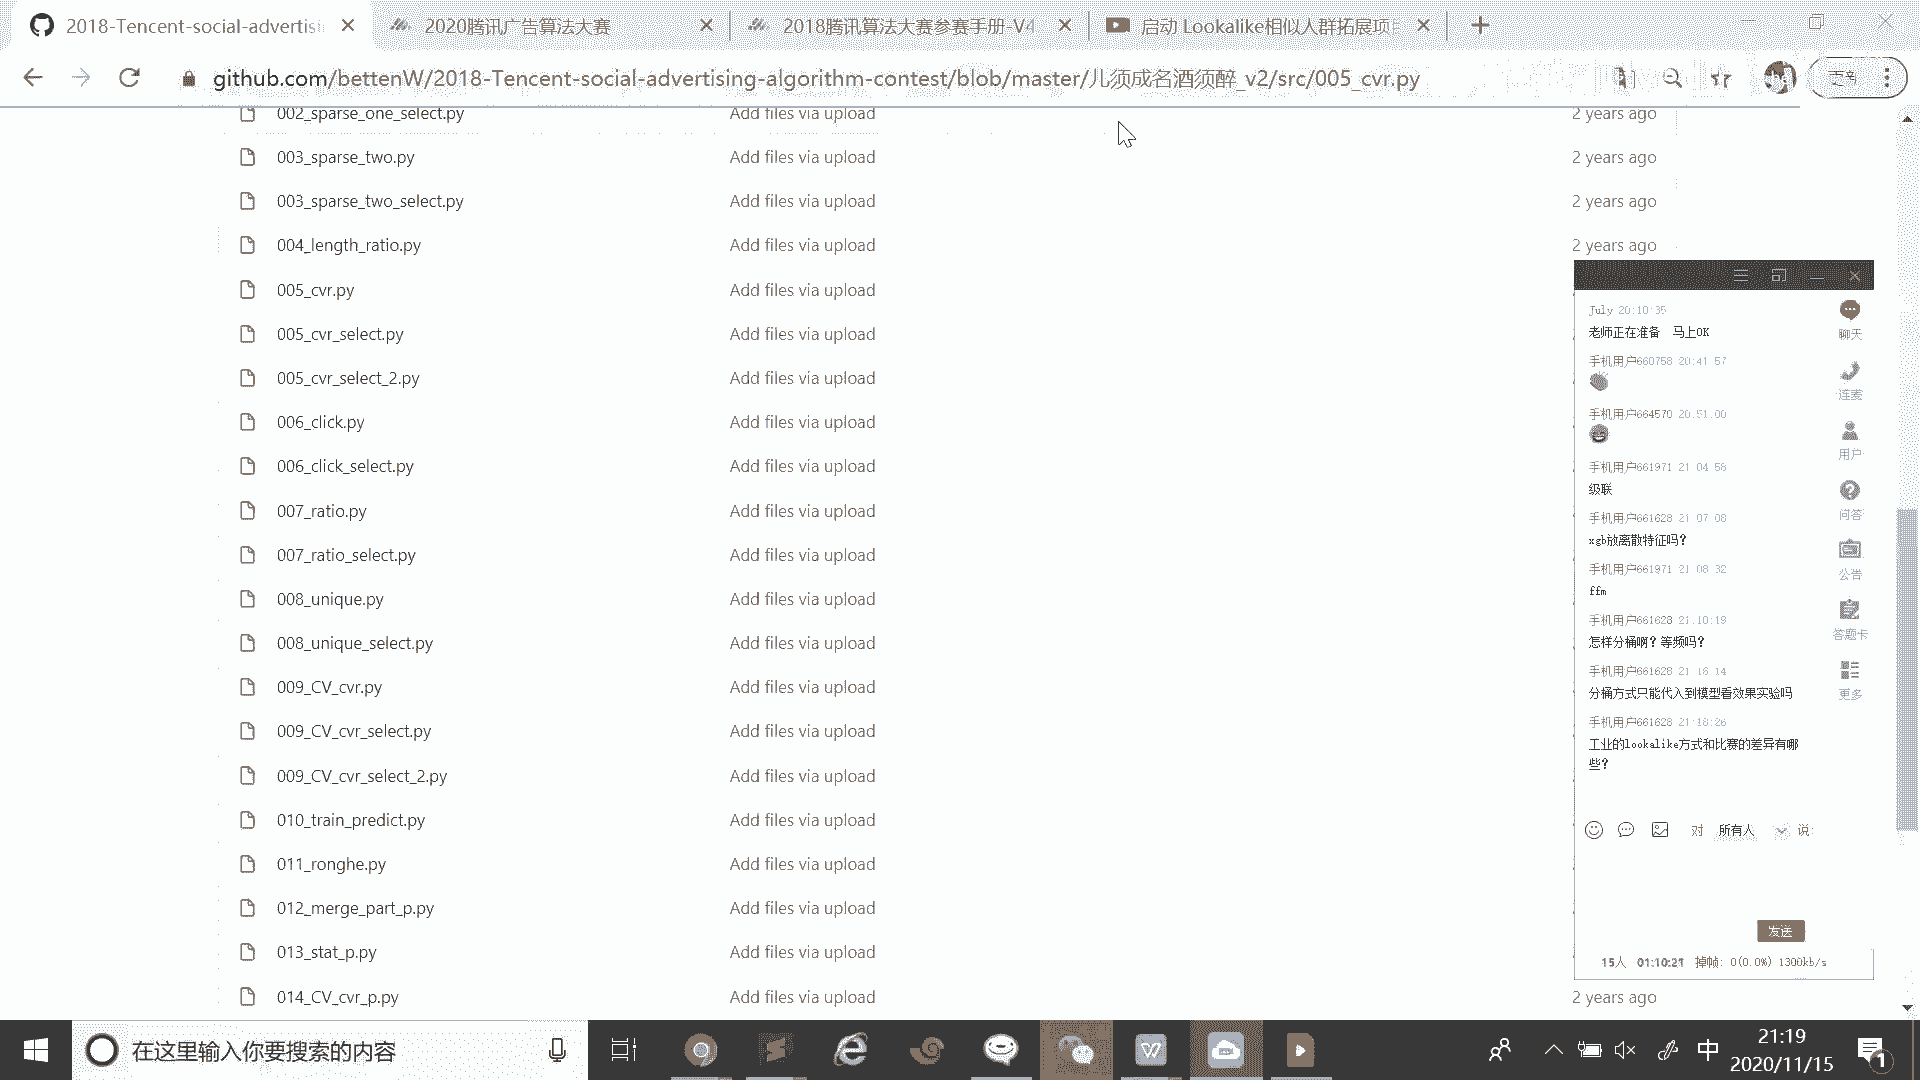 2018-Tencent-social-advertisi
2020腾讯广告算法大赛
2018腾讯算法大赛参赛手册-V4
启动 Lookalike相似人群拓展项目
github.com/bettenW/2018-Tencent-social-advertising-algorithm-contest/blob/master/儿须成名酒须醉_v2/src/005_cvr.py
002_sparse_one_select.py Add files via upload 2 years ago
003_sparse_two.py Add files via upload 2 years ago
003_sparse_two_select.py Add files via upload 2 years ago
004_length_ratio.py Add files via upload 2 years ago
005_cvr.py Add files via upload
005_cvr_select.py Add files via upload
005_cvr_select_2.py Add files via upload
006_click.py Add files via upload
006_click_select.py Add files via upload
007_ratio.py Add files via upload
007_ratio_select.py Add files via upload
008_unique.py Add files via upload
008_unique_select.py Add files via upload
009_CV_cvr.py Add files via upload
009_CV_cvr_select.py Add files via upload
009_CV_cvr_select_2.py Add files via upload
010_train_predict.py Add files via upload
011_ronghe.py Add files via upload
012_merge_part_p.py Add files via upload
013_stat_p.py Add files via upload
014_CV_cvr_p.py Add files via upload 2 years ago
July 20:10:35
老师正在准备 马上OK
手机用户660758 20:41:57
手机用户664570 20:51:00
手机用户661971 21:04:58
级联
手机用户661628 21:07:08
xgb放离散特征吗?
手机用户661971 21:08:32
ffm
手机用户661628 21:10:19
怎样分桶啊? 等频吗?
手机用户661628 21:16:14
分桶方式只能代入到模型看效果实验吗
手机用户661628 21:18:26
工业的lookalike方式和比赛的差异有哪
些?
聊天
连麦
用户
问答
公告
答题卡
更多
对 所有人 说:
发送
15人 01:10:21 掉帧: 0(0.0%) 1300kb/s
在这里输入你要搜索的内容
中
21:19
2020/11/15
1